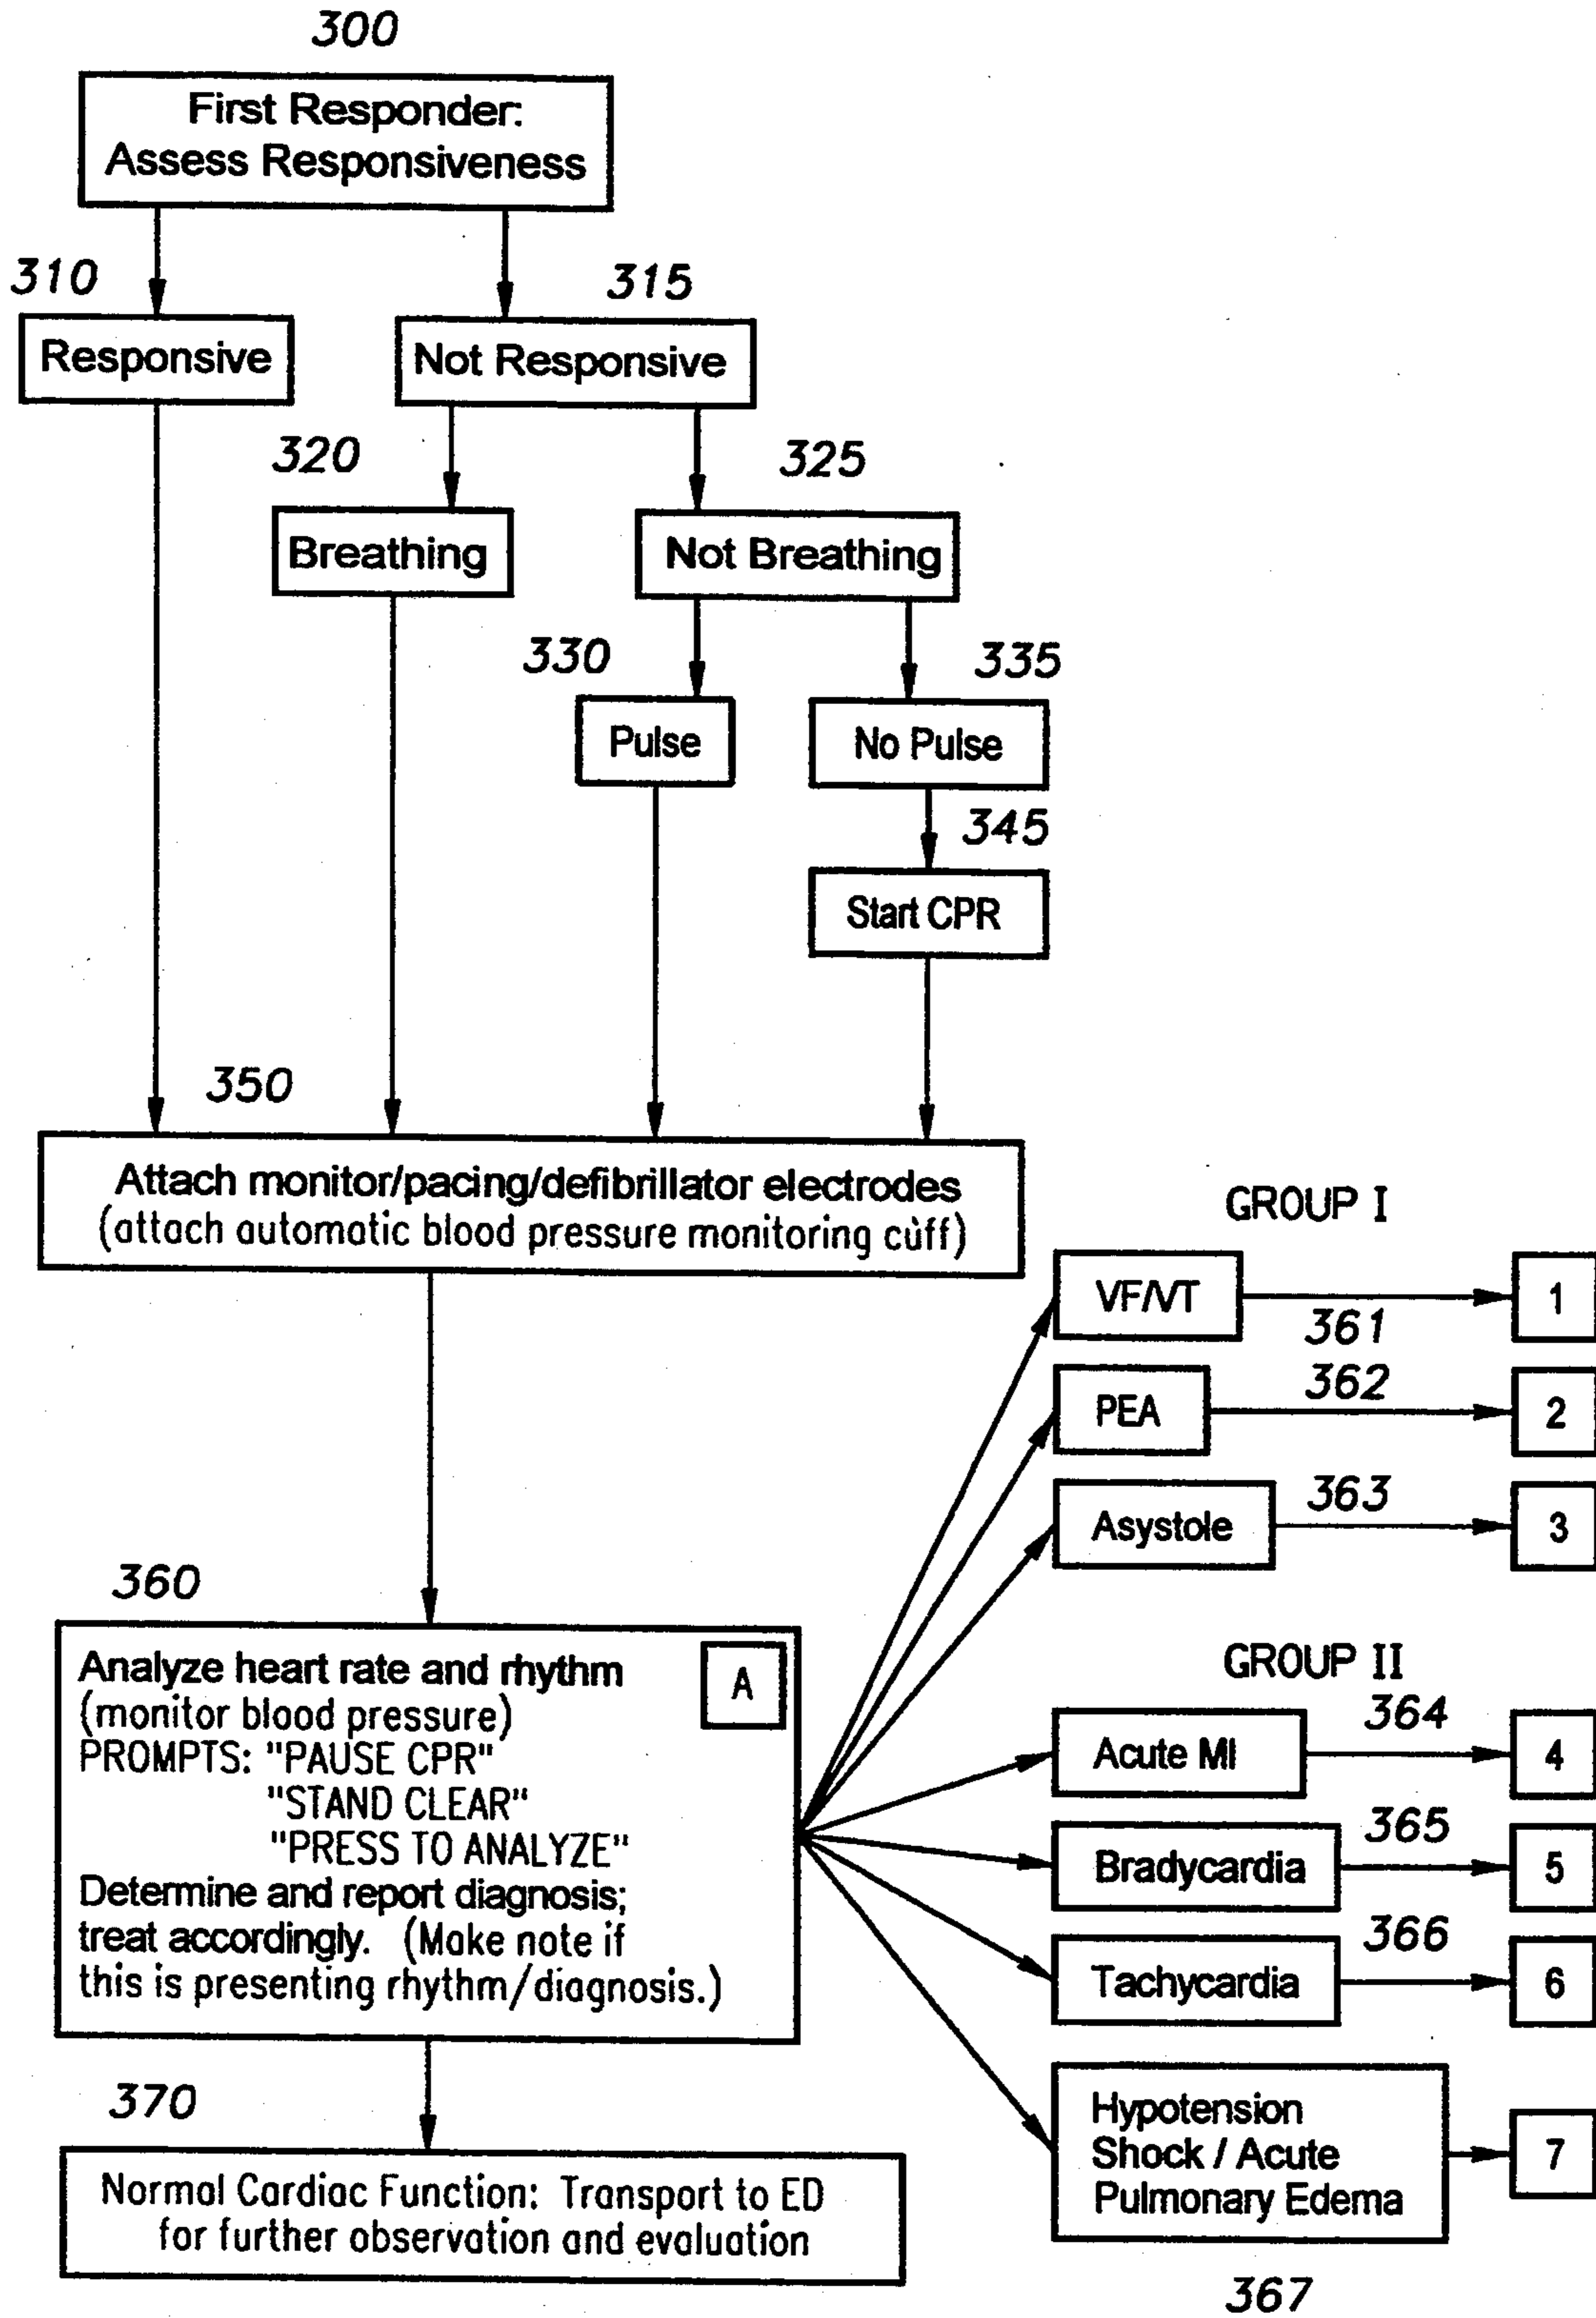 300
First Responder:
Assess Responsiveness
310
315
Responsive
Not Responsive
320
325
Breathing
Not Breathing
330
335
Pulse
No Pulse
345
Start CPR
350
Attach monitor/pacing/defibrillator electrodes
(attach automatic blood pressure monitoring cuff)
GROUP I
VF/VT
361
1
PEA
362
2
Asystole
363
3
360
Analyze heart rate and rhythm
A
(monitor blood pressure)
PROMPTS: "PAUSE CPR"
"STAND CLEAR"
"PRESS TO ANALYZE"
Determine and report diagnosis;
treat accordingly. (Make note if
this is presenting rhythm/diagnosis.)
GROUP II
Acute MI
364
4
Bradycardia
365
5
Tachycardia
366
6
Hypotension
Shock / Acute
Pulmonary Edema
7
367
370
Normal Cardiac Function: Transport to ED
for further observation and evaluation